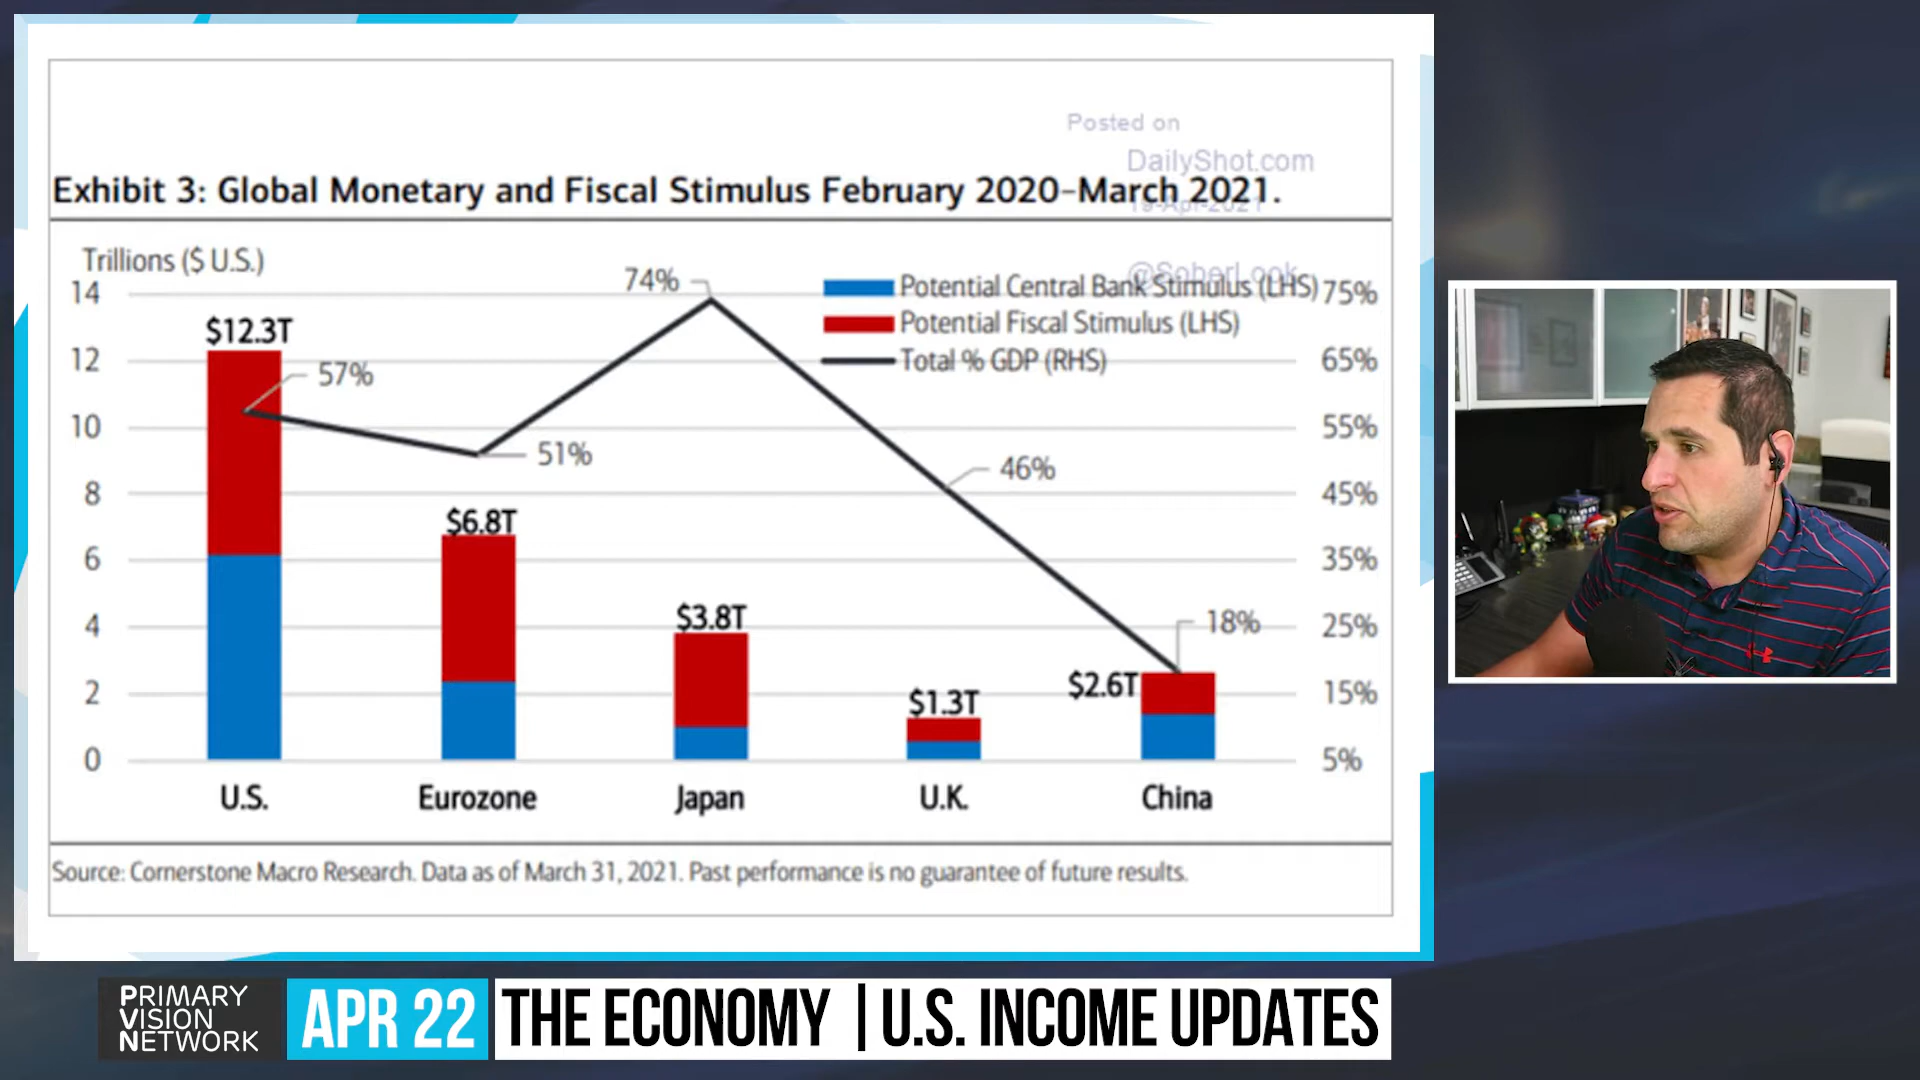 Posted on
DailyShot.com
Exhibit 3: Global Monetary and Fiscal Stimulus February 2020–March 2021.
19-Apr-2021
@SoberLook
Trillions ($ U.S.)
Potential Central Bank Stimulus (LHS)
Potential Fiscal Stimulus (LHS)
Total % GDP (RHS)
14
12
10
8
6
4
2
0
75%
65%
55%
45%
35%
25%
15%
5%
$12.3T
57%
$6.8T
51%
74%
$3.8T
46%
$1.3T
18%
$2.6T
U.S. Eurozone Japan U.K. China
Source: Cornerstone Macro Research. Data as of March 31, 2021. Past performance is no guarantee of future results.
PRIMARY
VISION
NETWORK
APR 22
THE ECONOMY | U.S. INCOME UPDATES